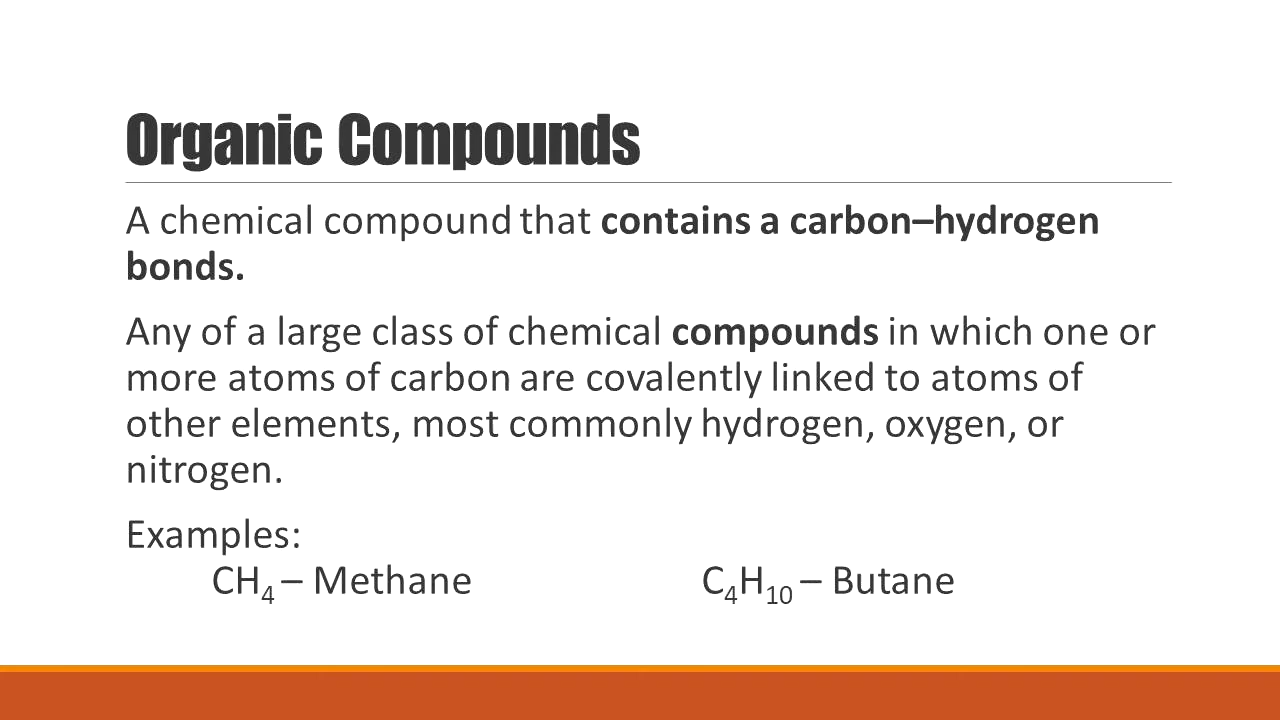 Organic Compounds
A chemical compound that contains a carbon–hydrogen
bonds.
Any of a large class of chemical compounds in which one or
more atoms of carbon are covalently linked to atoms of
other elements, most commonly hydrogen, oxygen, or
nitrogen.
Examples:
CH₄ – Methane C₄H₁₀ – Butane